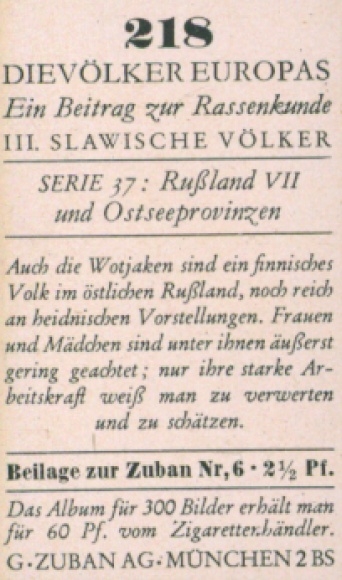 218
DIE VÖLKER EUROPAS
Ein Beitrag zur Rassenkunde
III. SLAWISCHE VÖLKER
SERIE 37: Rußland VII
und Ostseeprovinzen
Auch die Wotjaken sind ein finnisches
Volk im östlichen Rußland, noch reich
an heidnischen Vorstellungen. Frauen
und Mädchen sind unter ihnen äußerst
gering geachtet; nur ihre starke Ar-
beitskraft weiß man zu verwerten
und zu schätzen.
Beilage zur Zuban Nr, 6 · 2½ Pf.
Das Album für 300 Bilder erhält man
für 60 Pf. vom Zigarettenhändler.
G·ZUBAN AG·MÜNCHEN 2 BS